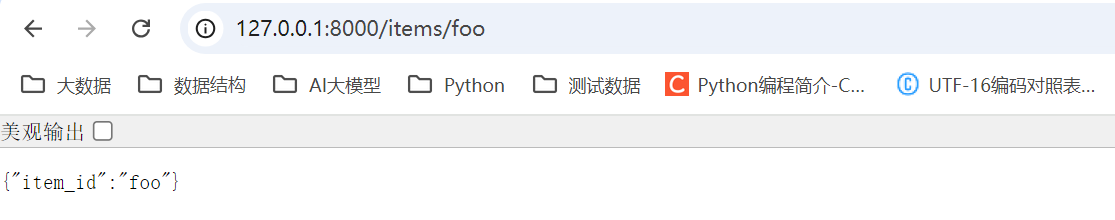 127.0.0.1:8000/items/foo
大数据 数据结构 AI大模型 Python 测试数据 C Python编程简介-C... C UTF-16编码对照表...
美观输出
{"item_id":"foo"}